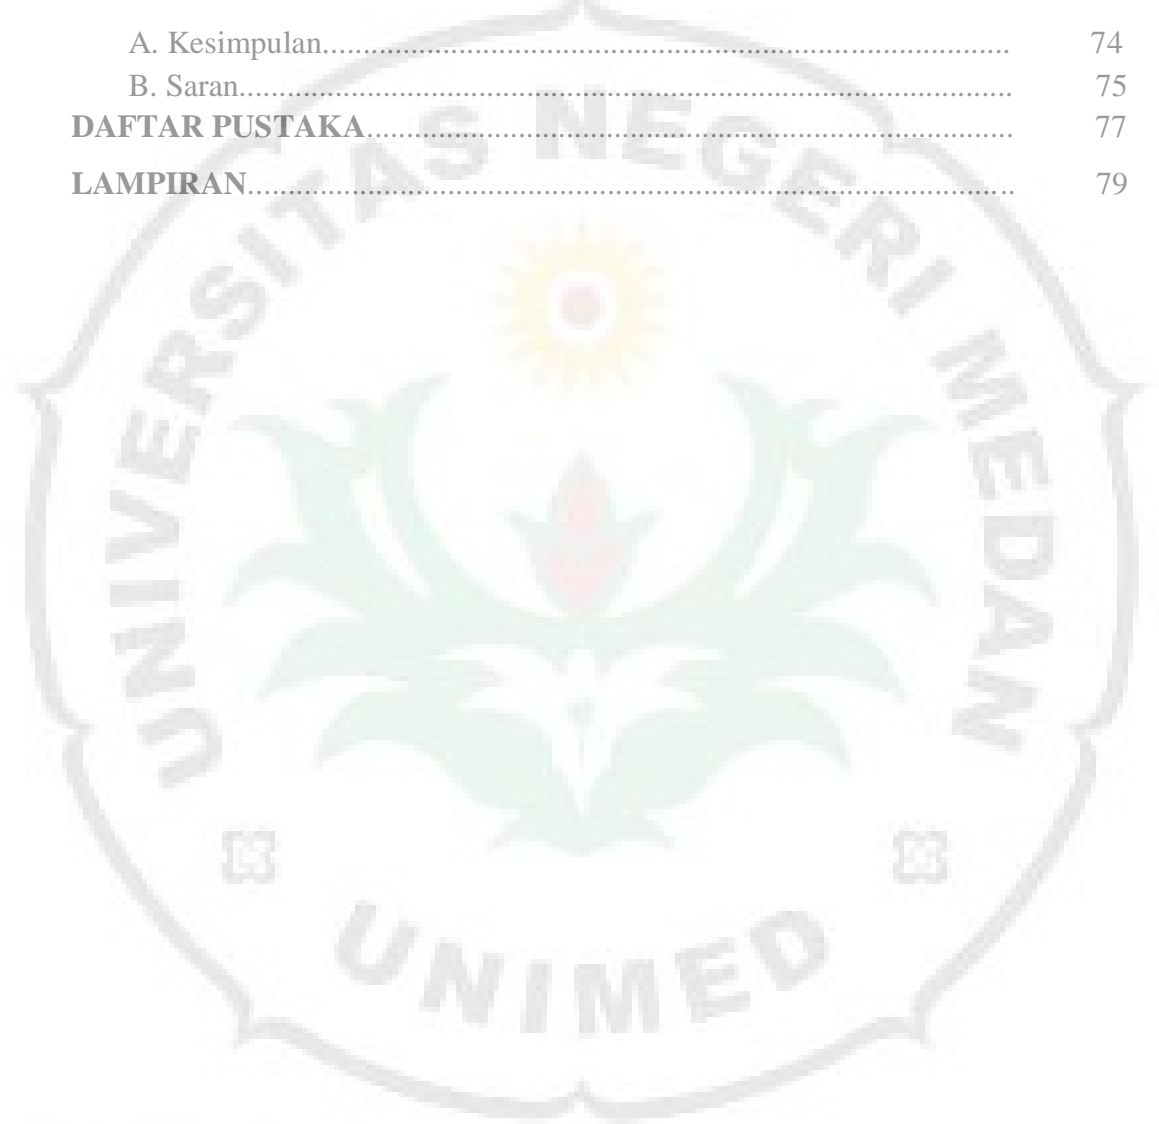 A. Kesimpulan.................................................................................... 74
B. Saran.............................................................................................. 75
DAFTAR PUSTAKA.............................................................................. 77
LAMPIRAN............................................................................................. 79
UNIVERSITAS NEGERI MEDAN
UNIMED